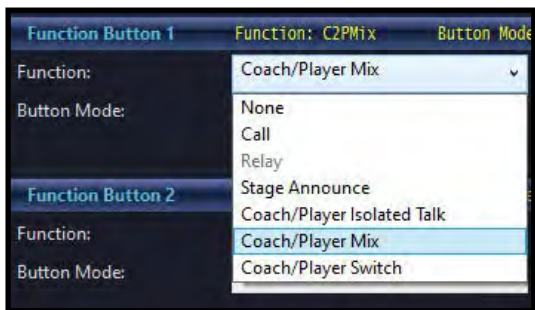 Function Button 1 Function: C2PMix Button Mode
Function: Coach/Player Mix
Button Mode: None
Call
Relay
Stage Announce
Function Button 2
Coach/Player Isolated Talk
Function: Coach/Player Mix
Button Mode: Coach/Player Switch